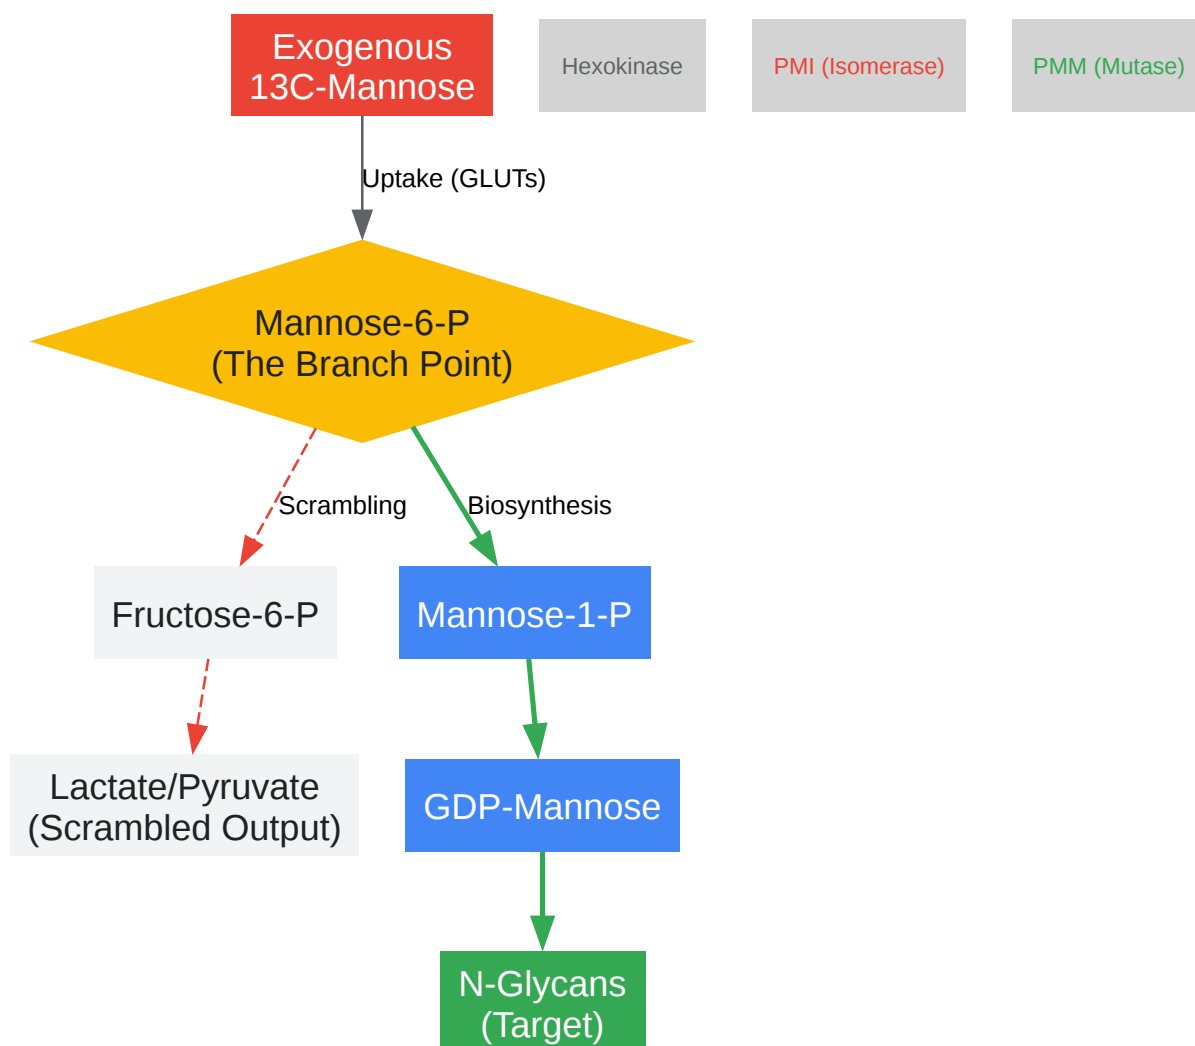 Exogenous
13C-Mannose
Hexokinase
PMI (Isomerase)
PMM (Mutase)
Uptake (GLUTs)
Mannose-6-P
(The Branch Point)
Scrambling
Biosynthesis
Fructose-6-P
Mannose-1-P
Lactate/Pyruvate
(Scrambled Output)
GDP-Mannose
N-Glycans
(Target)